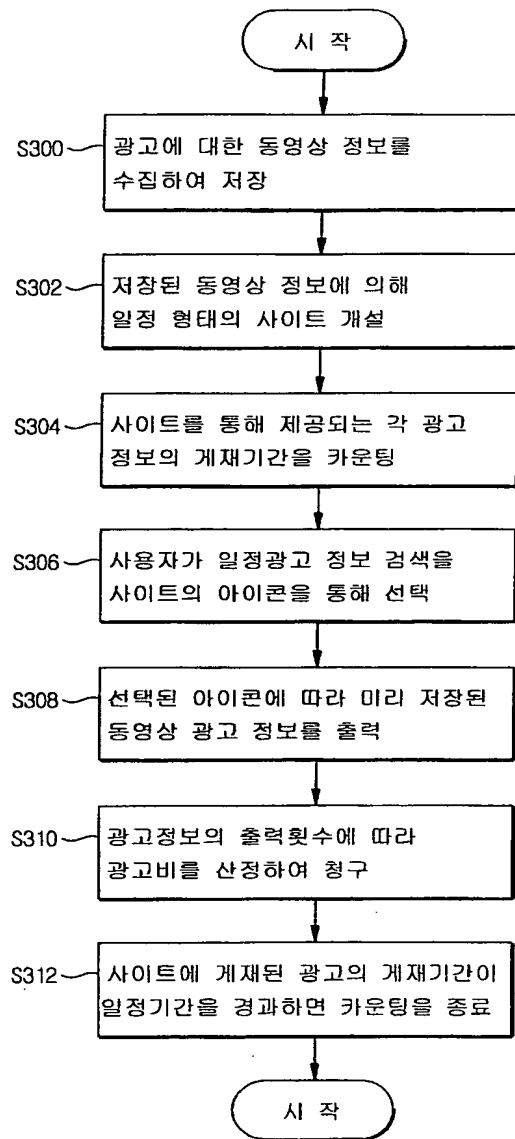 시 작
S300
광고에 대한 동영상 정보를
수집하여 저장
S302
저장된 동영상 정보에 의해
일정 형태의 사이트 개설
S304
사이트를 통해 제공되는 각 광고
정보의 게재기간을 카운팅
S306
사용자가 일정광고 정보 검색을
사이트의 아이콘을 통해 선택
S308
선택된 아이콘에 따라 미리 저장된
동영상 광고 정보를 출력
S310
광고정보의 출력횟수에 따라
광고비를 산정하여 청구
S312
사이트에 게재된 광고의 게재기간이
일정기간을 경과하면 카운팅을 종료
시 작